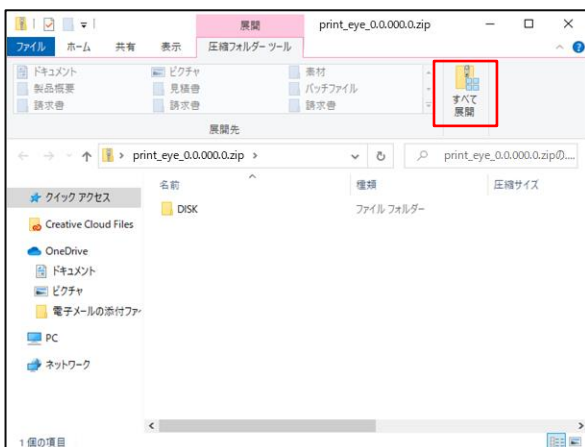 展開
print_eye_0.0.000.0.zip
ファイル ホーム 共有 表示 圧縮フォルダー ツール
ドキュメント ピクチャ 素材
製品概要 見積書 バッチファイル
請求書 請求書 請求書
すべて
展開
展開先
print_eye_0.0.000.0.zip
print_eye_0.0.000.0.zipの....
名前 種類 圧縮サイズ
クイック アクセス
DISK ファイル フォルダー
Creative Cloud Files
OneDrive
ドキュメント
ピクチャ
電子メールの添付ファ
PC
ネットワーク
1 個の項目